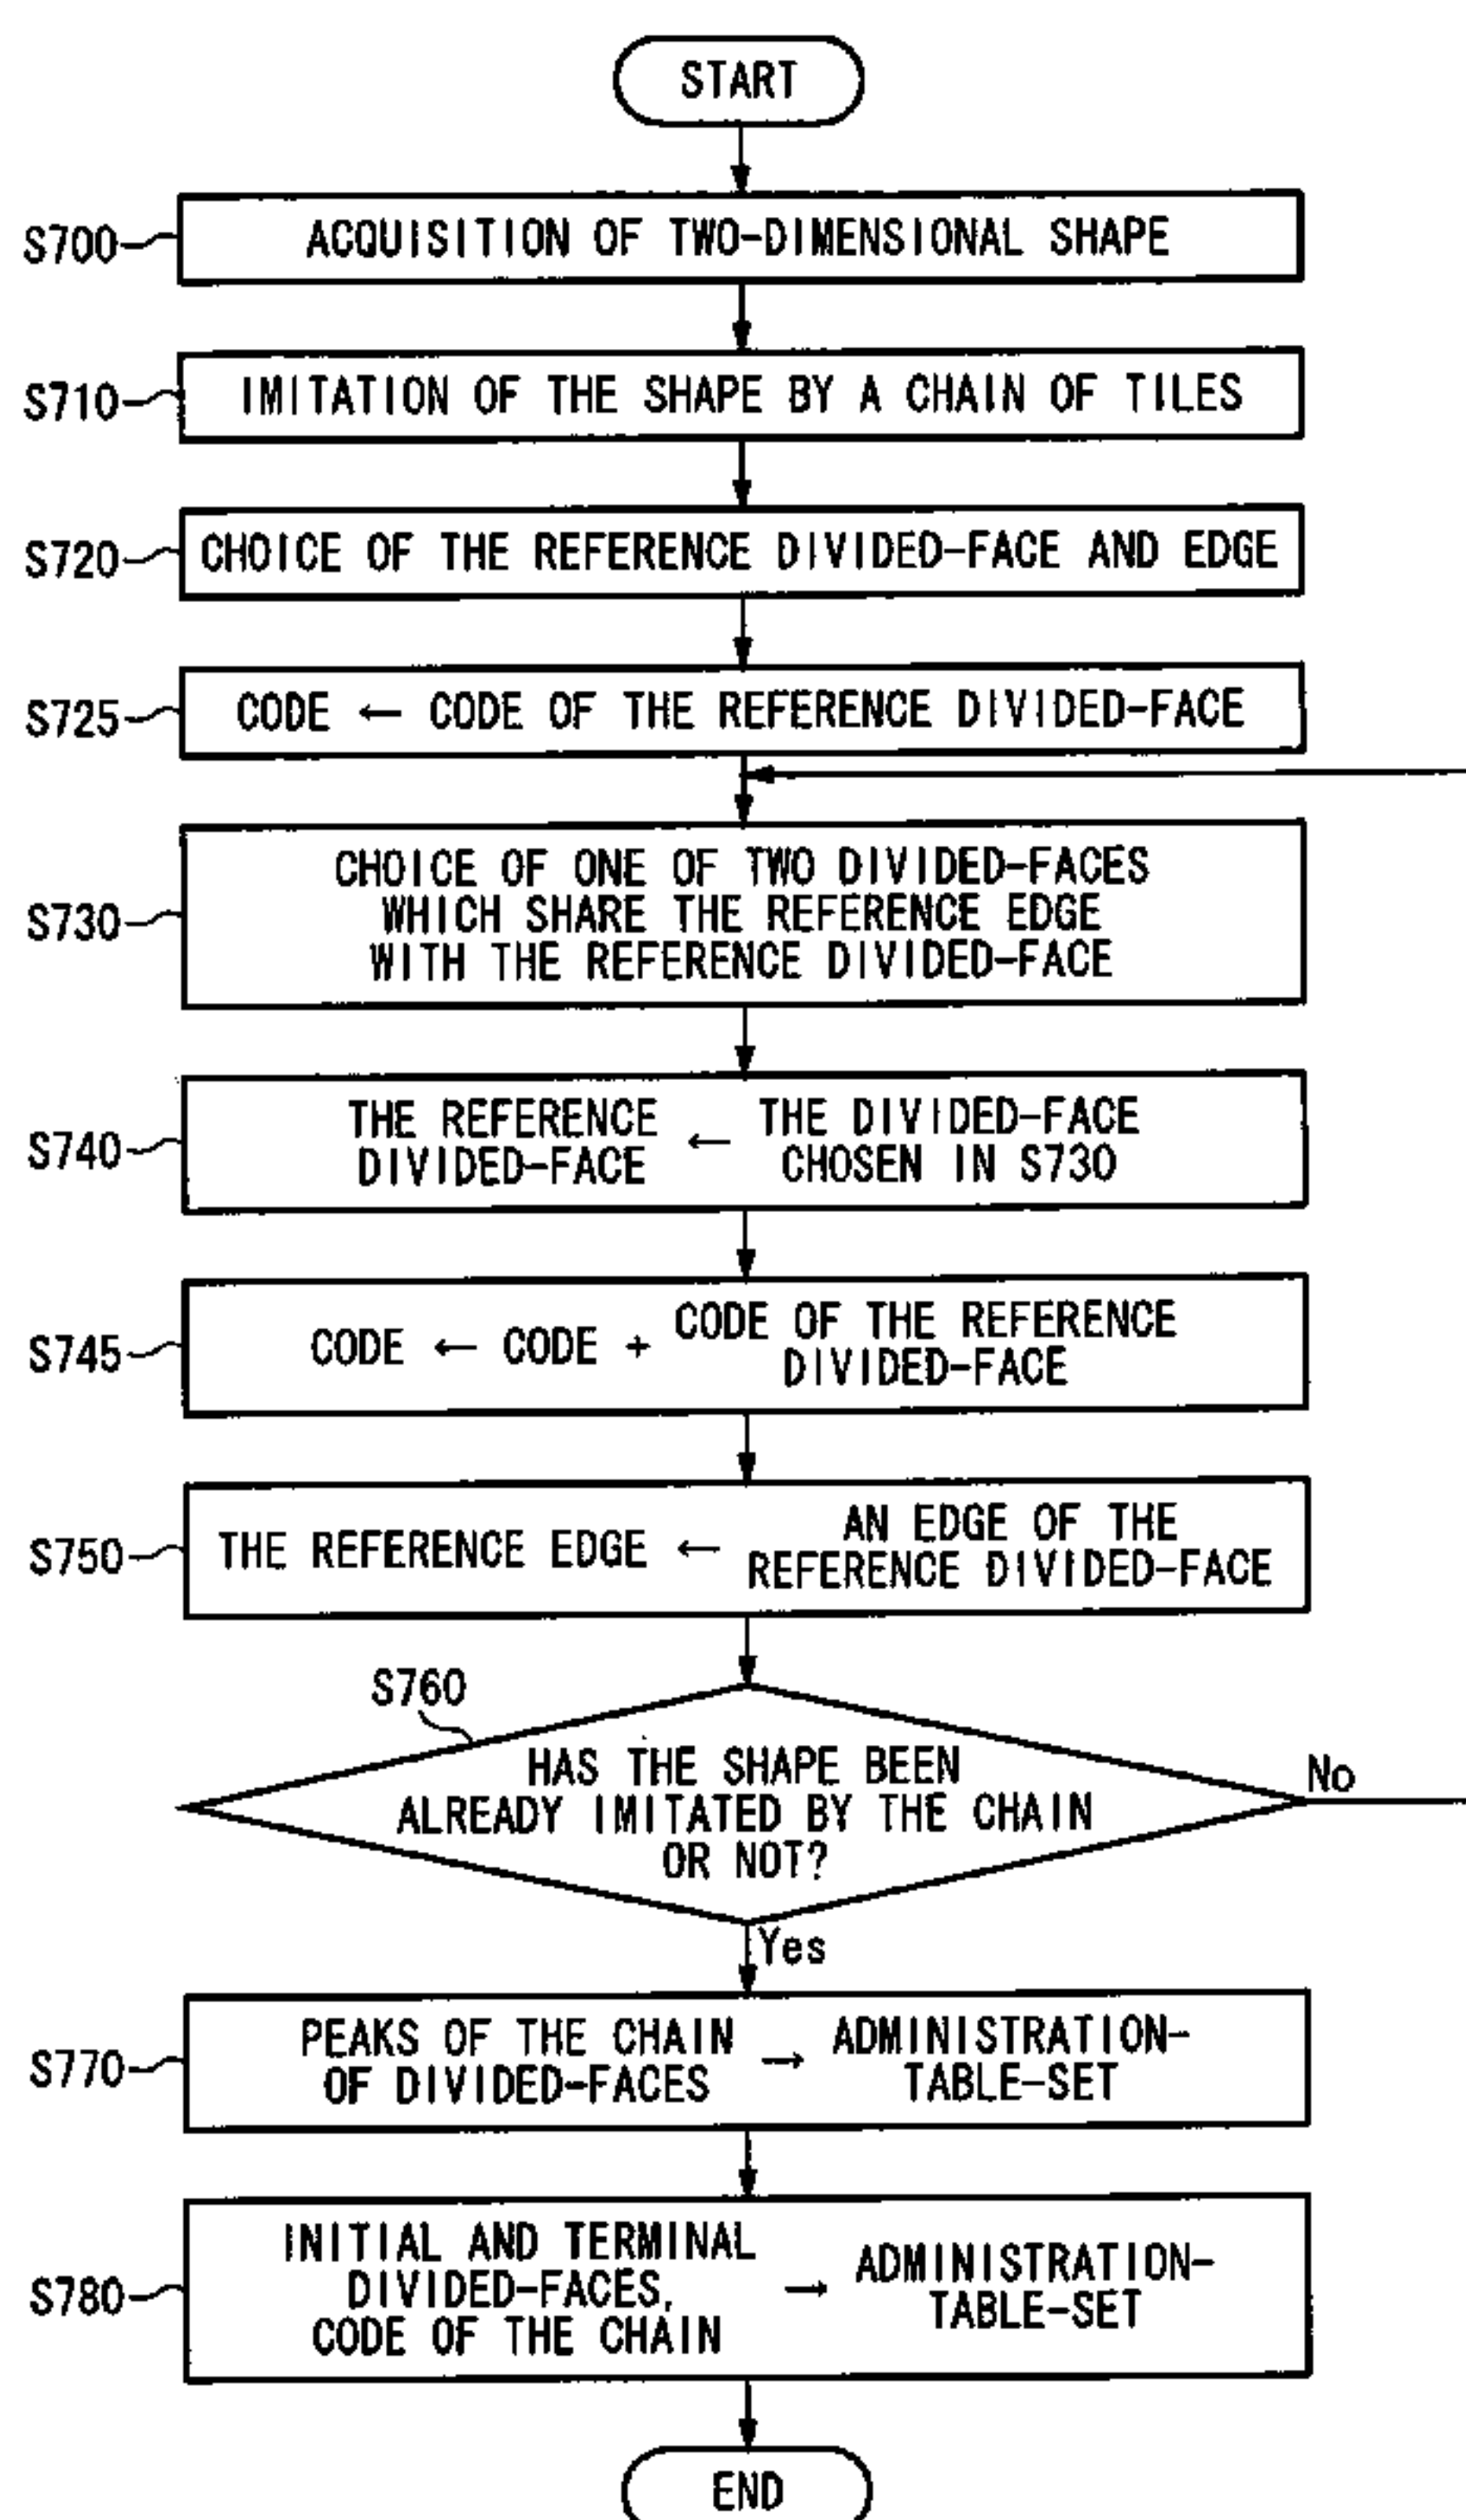 START
S700
ACQUISITION OF TWO-DIMENSIONAL SHAPE
S710
IMITATION OF THE SHAPE BY A CHAIN OF TILES
S720
CHOICE OF THE REFERENCE DIVIDED-FACE AND EDGE
S725
CODE ← CODE OF THE REFERENCE DIVIDED-FACE
S730
CHOICE OF ONE OF TWO DIVIDED-FACES
WHICH SHARE THE REFERENCE EDGE
WITH THE REFERENCE DIVIDED-FACE
S740
THE REFERENCE
DIVIDED-FACE
←
THE DIVIDED-FACE
CHOSEN IN S730
S745
CODE ← CODE +
CODE OF THE REFERENCE
DIVIDED-FACE
S750
THE REFERENCE EDGE ←
AN EDGE OF THE
REFERENCE DIVIDED-FACE
S760
HAS THE SHAPE BEEN
ALREADY IMITATED BY THE CHAIN
OR NOT?
No
Yes
S770
PEAKS OF THE CHAIN
OF DIVIDED-FACES
→
ADMINISTRATION-
TABLE-SET
S780
INITIAL AND TERMINAL
DIVIDED-FACES,
CODE OF THE CHAIN
→
ADMINISTRATION-
TABLE-SET
END